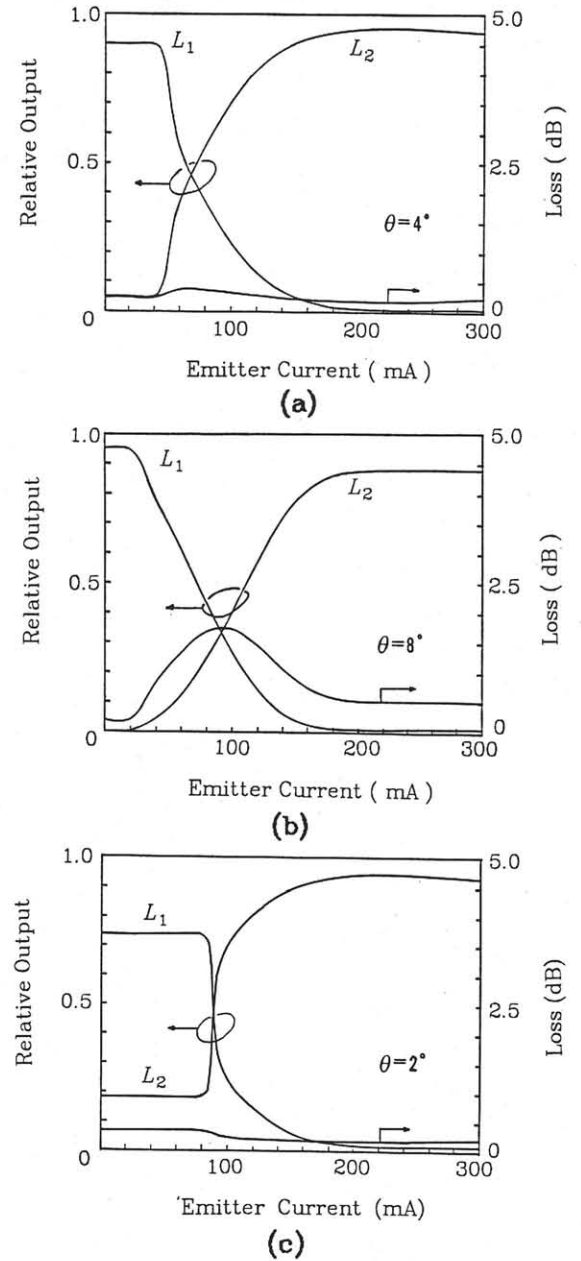 1.0
0.5
0
Relative Output
L1
L2
θ=4°
5.0
2.5
0
Loss ( dB)
100
200
300
Emitter Current ( mA )
(a)
1.0
0.5
0
Relative Output
L1
L2
θ=8°
5.0
2.5
0
Loss (dB)
100
200
300
Emitter Current ( mA)
(b)
1.0
0.5
0
Relative Output
L1
L2
θ=2°
5.0
2.5
0
Loss (dB)
100
200
300
Emitter Current (mA)
(c)